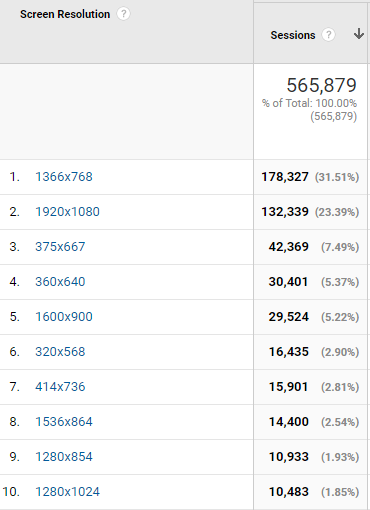 Screen Resolution ?
Sessions ?
565,879
% of Total: 100.00%
(565,879)
1. 1366x768 178,327 (31.51%)
2. 1920x1080 132,339 (23.39%)
3. 375x667 42,369 (7.49%)
4. 360x640 30,401 (5.37%)
5. 1600x900 29,524 (5.22%)
6. 320x568 16,435 (2.90%)
7. 414x736 15,901 (2.81%)
8. 1536x864 14,400 (2.54%)
9. 1280x854 10,933 (1.93%)
10. 1280x1024 10,483 (1.85%)